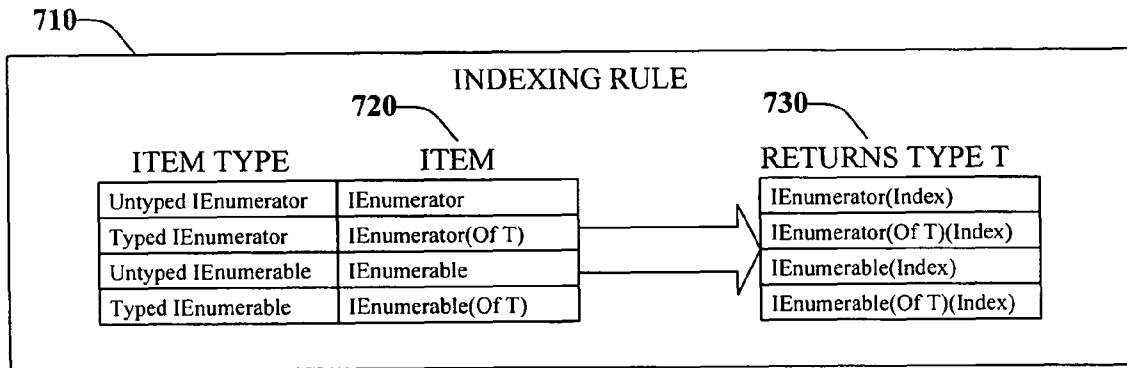 710
INDEXING RULE
720
730
ITEM TYPE ITEM RETURNS TYPE T
Untyped IEnumerator IEnumerator IEnumerator(Index)
Typed IEnumerator IEnumerator(Of T) IEnumerator(Of T)(Index)
Untyped IEnumerable IEnumerable IEnumerable(Index)
Typed IEnumerable IEnumerable(Of T) IEnumerable(Of T)(Index)